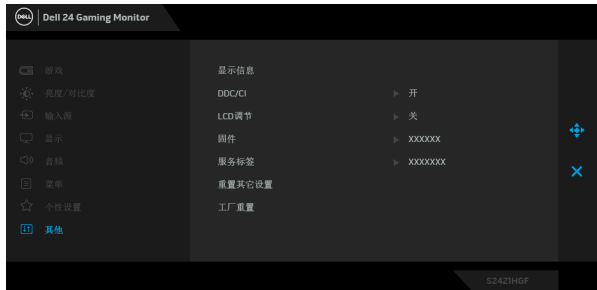 DELL Dell 24 Gaming Monitor
游戏
亮度/对比度
输入源
显示
音频
菜单
个性设置
其他
显示信息
DDC/CI 开
LCD调节 关
固件 XXXXXX
服务标签 XXXXXXX
重置其它设置
工厂重置
S2421HGF